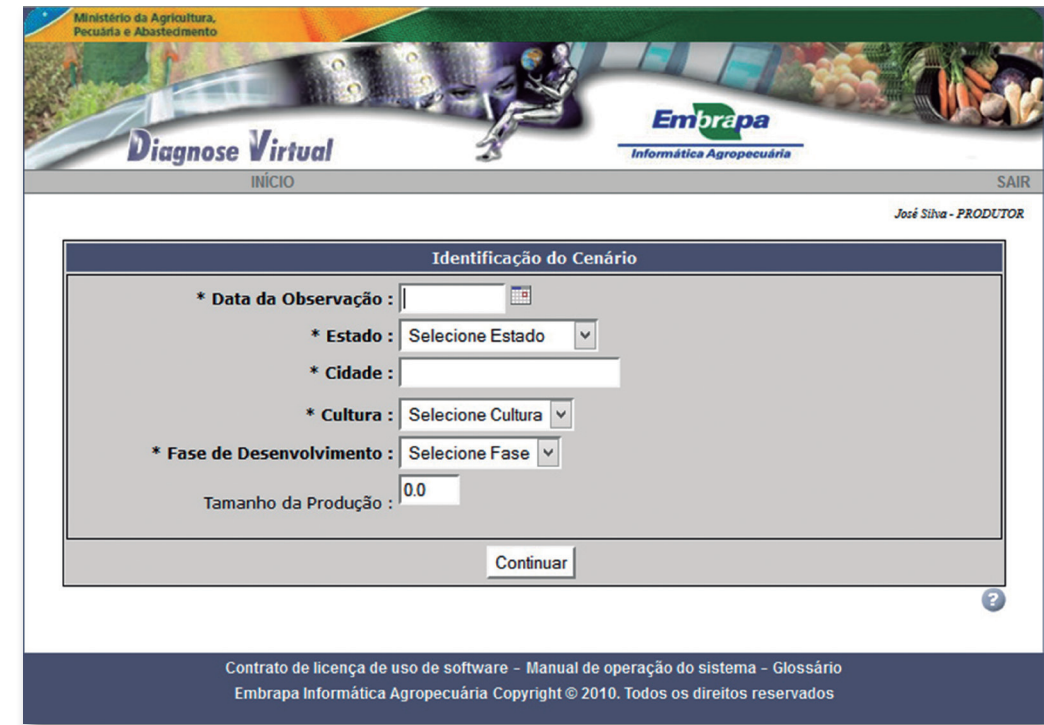 Ministério da Agricultura,
Pecuária e Abastecimento
Diagnose Virtual
Embrapa
Informática Agropecuária
INÍCIO SAIR
José Silva - PRODUTOR
Identificação do Cenário
* Data da Observação :
* Estado : Selecione Estado
* Cidade :
* Cultura : Selecione Cultura
* Fase de Desenvolvimento : Selecione Fase
Tamanho da Produção : 0.0
Continuar
?
Contrato de licença de uso de software - Manual de operação do sistema - Glossário
Embrapa Informática Agropecuária Copyright © 2010. Todos os direitos reservados